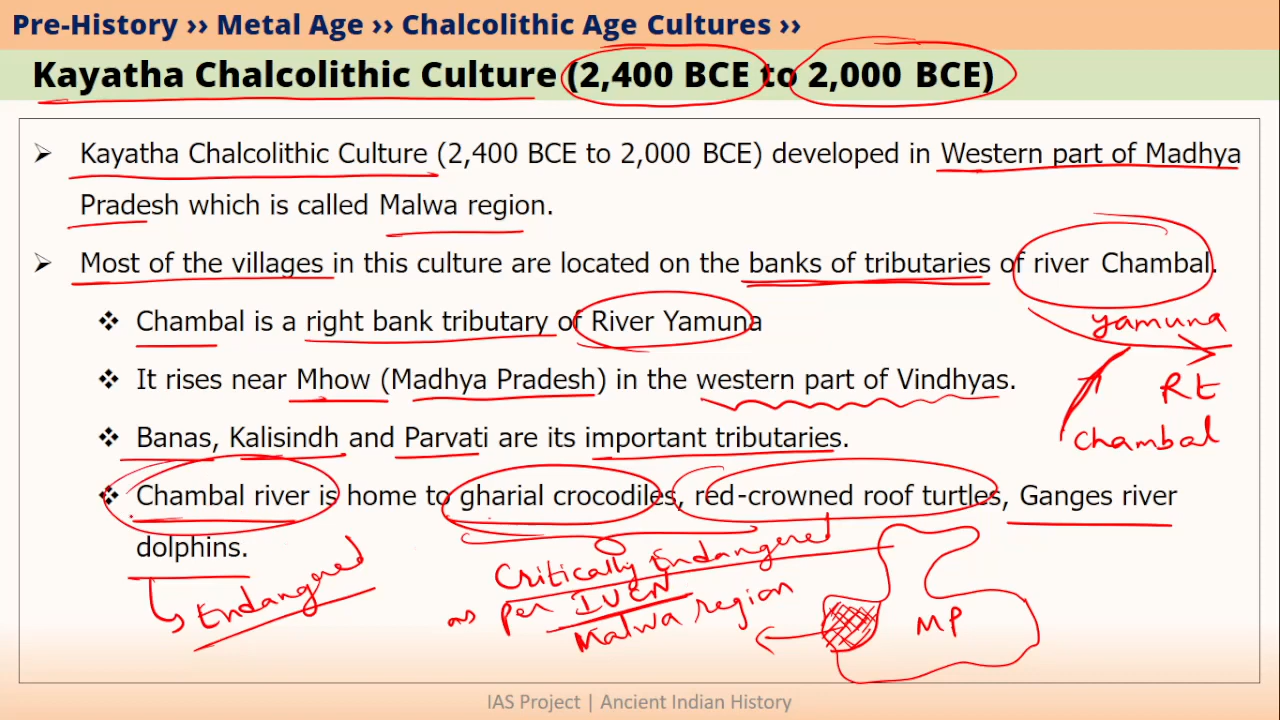 Pre-History ›› Metal Age ›› Chalcolithic Age Cultures ››
Kayatha Chalcolithic Culture (2,400 BCE to 2,000 BCE)
➢ Kayatha Chalcolithic Culture (2,400 BCE to 2,000 BCE) developed in Western part of Madhya
Pradesh which is called Malwa region.
➢ Most of the villages in this culture are located on the banks of tributaries of river Chambal.
❖ Chambal is a right bank tributary of River Yamuna
yamuna
❖ It rises near Mhow (Madhya Pradesh) in the western part of Vindhyas.
Rt
❖ Banas, Kalisindh and Parvati are its important tributaries.
Chambal
❖ Chambal river is home to gharial crocodiles, red-crowned roof turtles, Ganges river
dolphins.
Endangered
Critically Endangered
as per IUCN
Malwa region
MP
IAS Project | Ancient Indian History